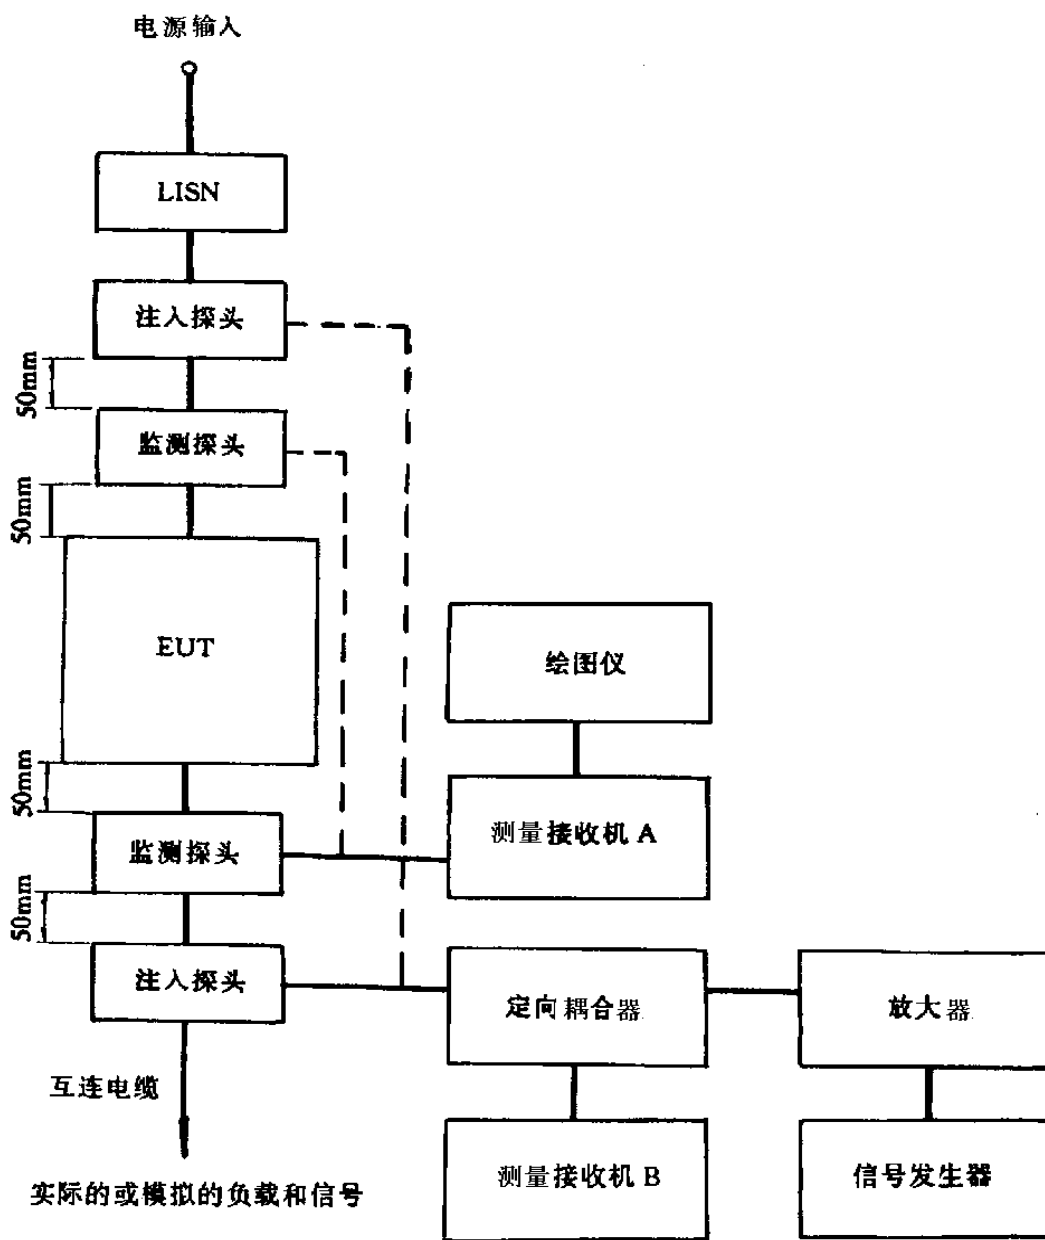 电源输入
LISN
注入探头
50mm
监测探头
50mm
EUT
绘图仪
50mm
监测探头
测量接收机 A
50mm
注入探头
定向耦合器
放大器
互连电缆
测量接收机 B
信号发生器
实际的或模拟的负载和信号